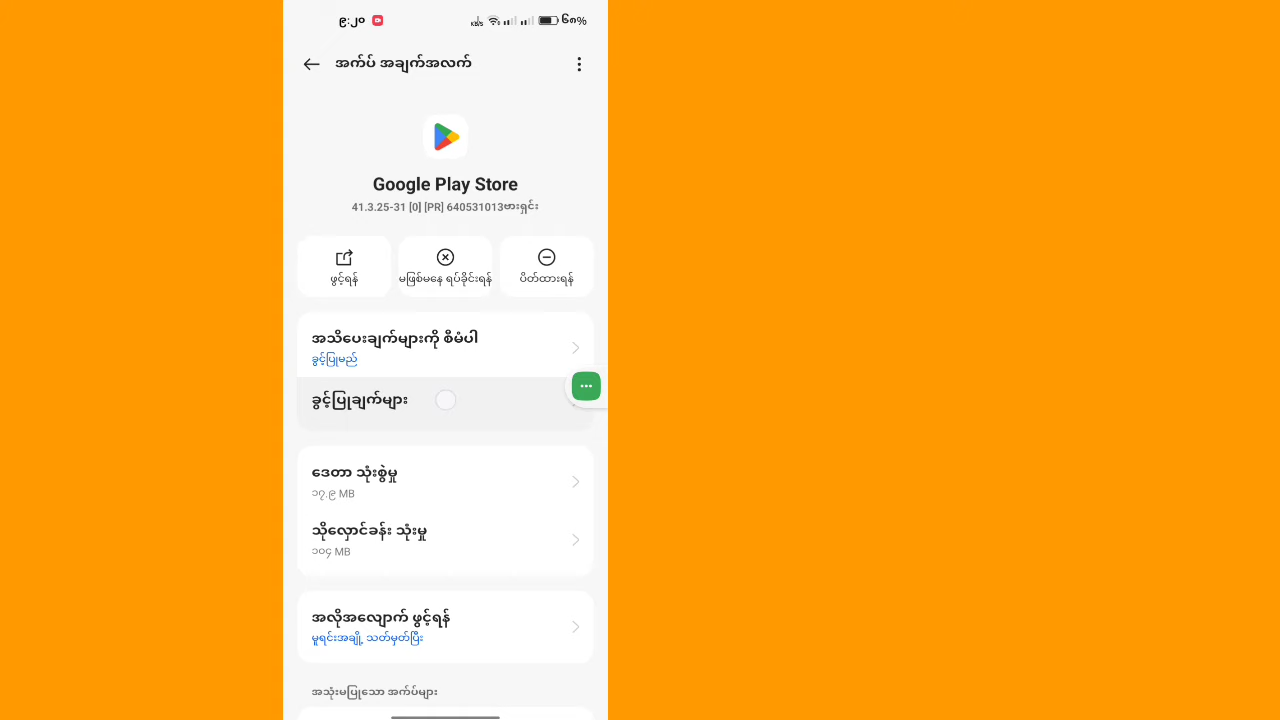 ၉:၂၀ KB/S ၆၈%
အက်ပ် အချက်အလက်
Google Play Store
41.3.25-31 [0] [PR] 640531013ဗားရှင်း
ဖွင့်ရန် မဖြစ်မနေ ရပ်ခိုင်းရန် ပိတ်ထားရန်
အသိပေးချက်များကို စီမံပါ
ခွင့်ပြုမည်
ခွင့်ပြုချက်များ
ဒေတာ သုံးစွဲမှု
၁၇.၉ MB
သိုလှောင်ခန်း သုံးမှု
၁၀၄ MB
အလိုအလျောက် ဖွင့်ရန်
မူရင်းအချို့ သတ်မှတ်ပြီး
အသုံးမပြုသော အက်ပ်များ